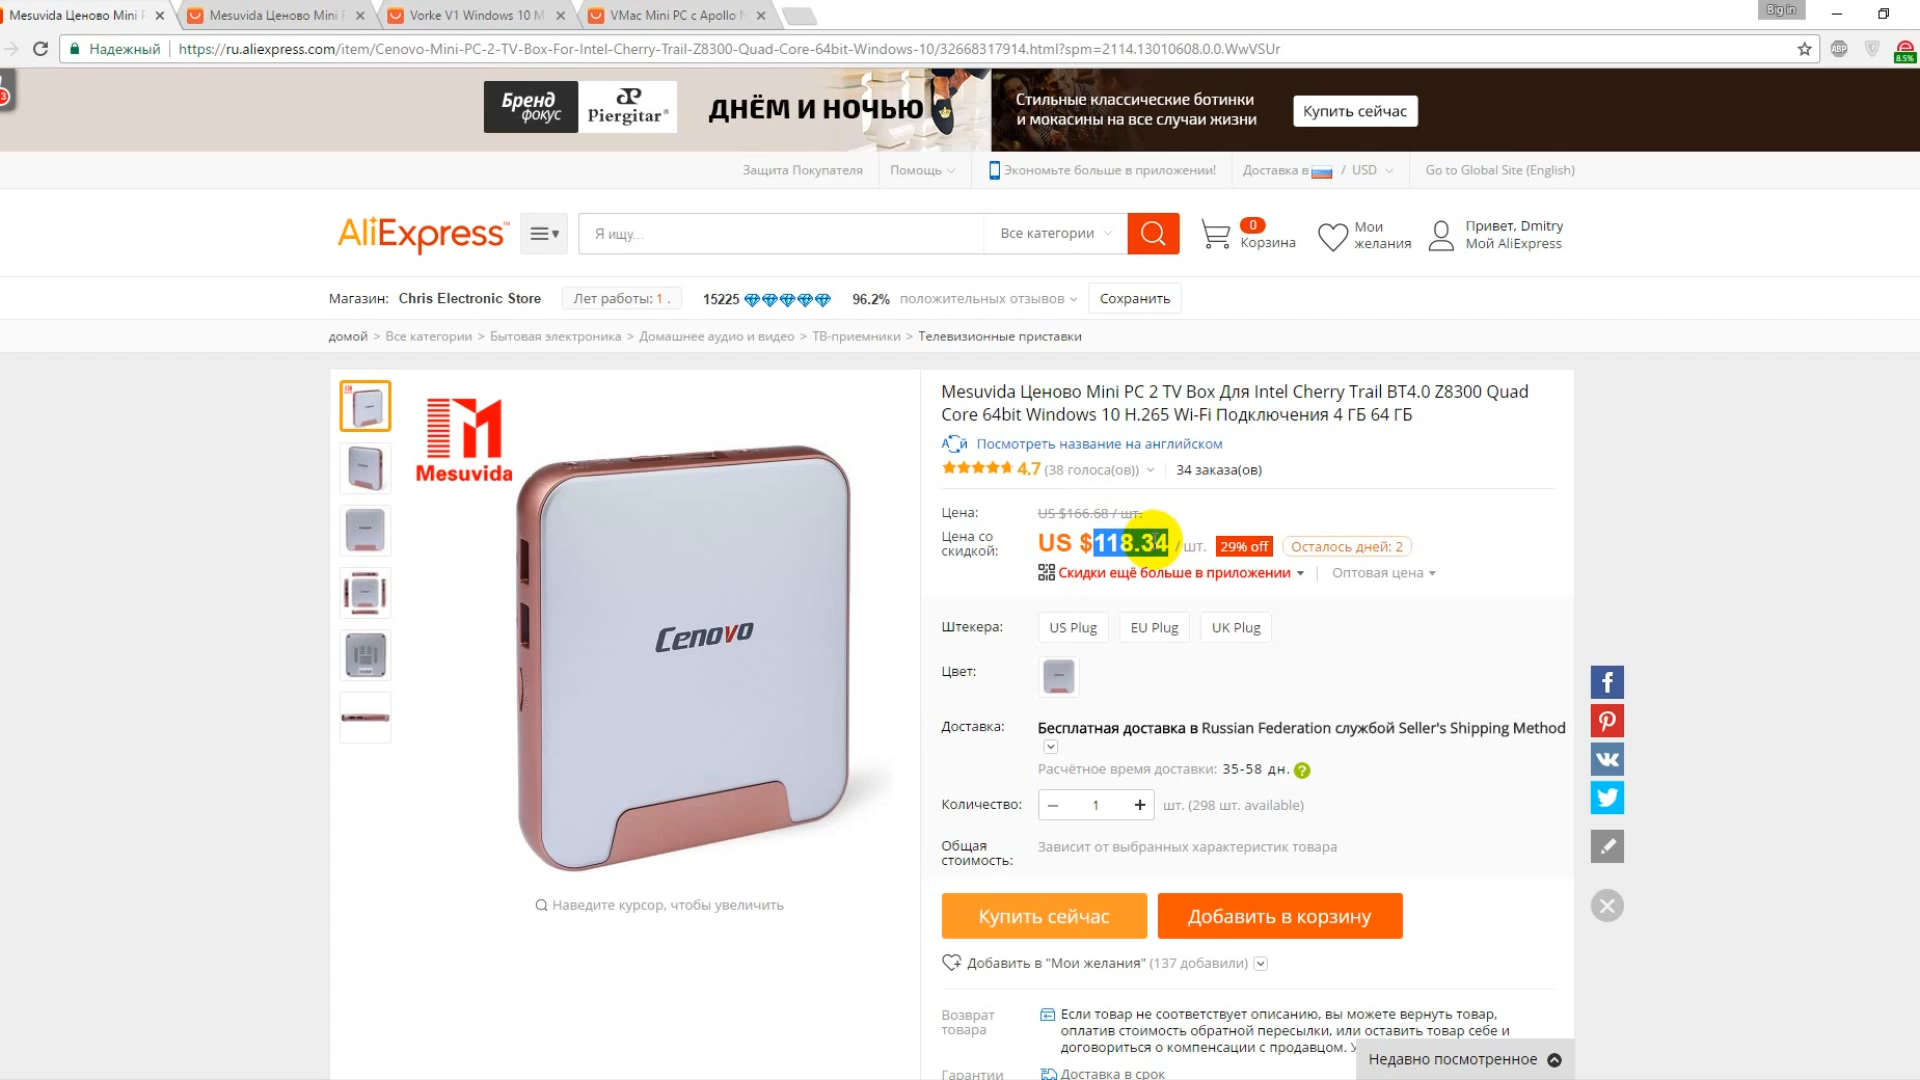 Mesuvida Ценово Mini P
Mesuvida Ценово Mini P
Vorke V1 Windows 10 M
VMac Mini PC с Apollo
Big in
Надежный
https://ru.aliexpress.com/item/Cenovo-Mini-PC-2-TV-Box-For-Intel-Cherry-Trail-Z8300-Quad-Core-64bit-Windows-10/32668317914.html?spm=2114.13010608.0.0.WwVSUr
ABP
8.5%
3
Бренд фокус
Piergitar®
ДНЁМ И НОЧЬЮ
Стильные классические ботинки
и мокасины на все случаи жизни
Купить сейчас
Защита Покупателя
Помощь
Экономьте больше в приложении!
Доставка в / USD
Go to Global Site (English)
AliExpress™
Я ищу...
Все категории
0
Корзина
Мои желания
Привет, Dmitry
Мой AliExpress
Магазин: Chris Electronic Store
Лет работы: 1 .
15225
96.2% положительных отзывов
Сохранить
домой > Все категории > Бытовая электроника > Домашнее аудио и видео > ТВ-приемники > Телевизионные приставки
Mesuvida
Cenovo
Наведите курсор, чтобы увеличить
Mesuvida Ценово Mini PC 2 TV Box Для Intel Cherry Trail BT4.0 Z8300 Quad
Core 64bit Windows 10 H.265 Wi-Fi Подключения 4 ГБ 64 ГБ
Посмотреть название на английском
4.7 (38 голоса(ов)) 34 заказа(ов)
Цена: US $166.68 / шт.
Цена со скидкой: US $118.34 / шт. 29% off Осталось дней: 2
Скидки ещё больше в приложении
Оптовая цена
Штекера: US Plug EU Plug UK Plug
Цвет:
Доставка: Бесплатная доставка в Russian Federation службой Seller's Shipping Method
Расчётное время доставки: 35-58 дн. ?
Количество: − 1 + шт. (298 шт. available)
Общая стоимость: Зависит от выбранных характеристик товара
Купить сейчас
Добавить в корзину
Добавить в "Мои желания" (137 добавили)
Возврат товара
Если товар не соответствует описанию, вы можете вернуть товар,
оплатив стоимость обратной пересылки, или оставить товар себе и
договориться о компенсации с продавцом.
Недавно посмотренное
Гарантии
Доставка в срок